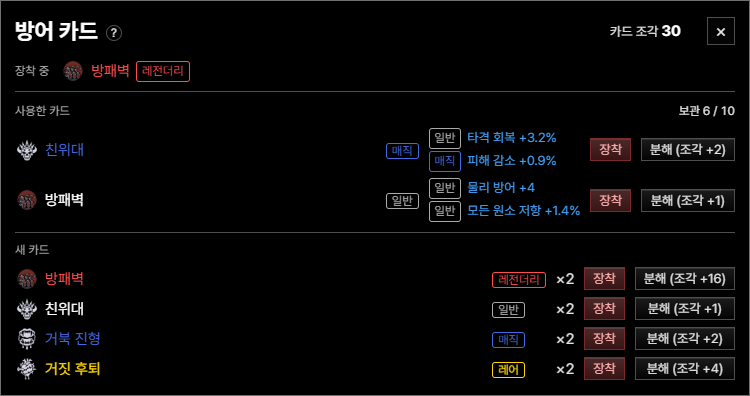 방어 카드 ?
카드 조각 30 ×
장착 중 방패벽 레전더리
사용한 카드 보관 6 / 10
친위대 매직 일반 타격 회복 +3.2% 매직 피해 감소 +0.9% 장착 분해 (조각 +2)
방패벽 일반 일반 물리 방어 +4 일반 모든 원소 저항 +1.4% 장착 분해 (조각 +1)
새 카드
방패벽 레전더리 ×2 장착 분해 (조각 +16)
친위대 일반 ×2 장착 분해 (조각 +1)
거북 진형 매직 ×2 장착 분해 (조각 +2)
거짓 후퇴 레어 ×2 장착 분해 (조각 +4)